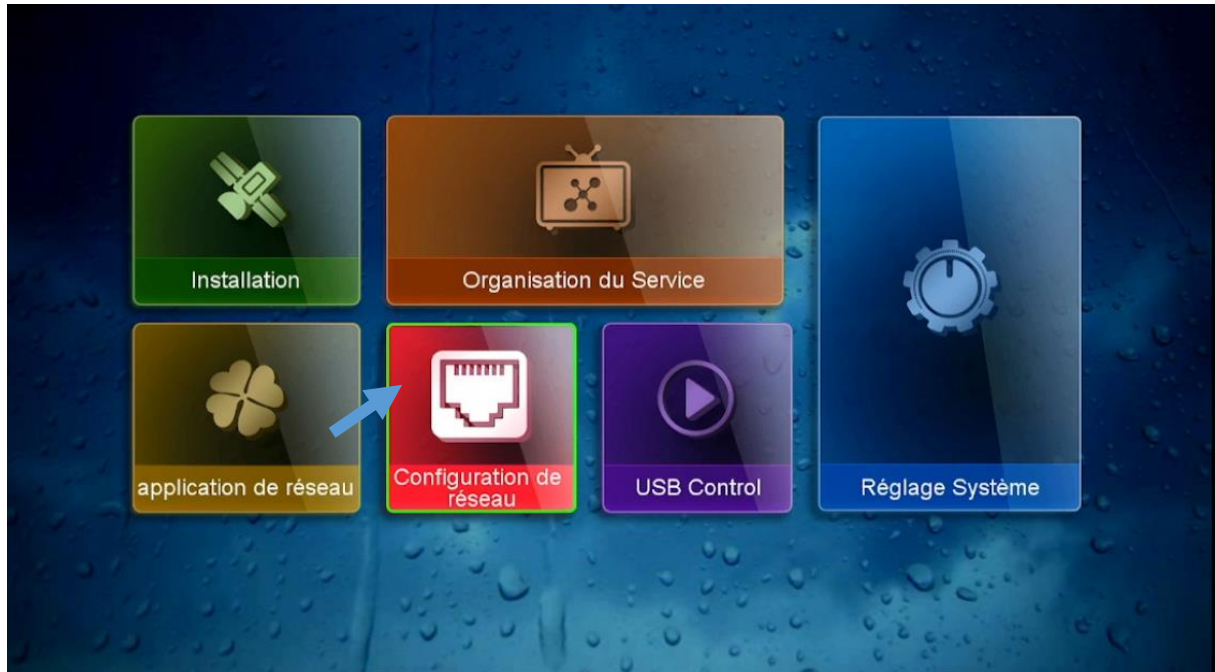 Installation
Organisation du Service
application de réseau
Configuration de
réseau
USB Control
Réglage Système